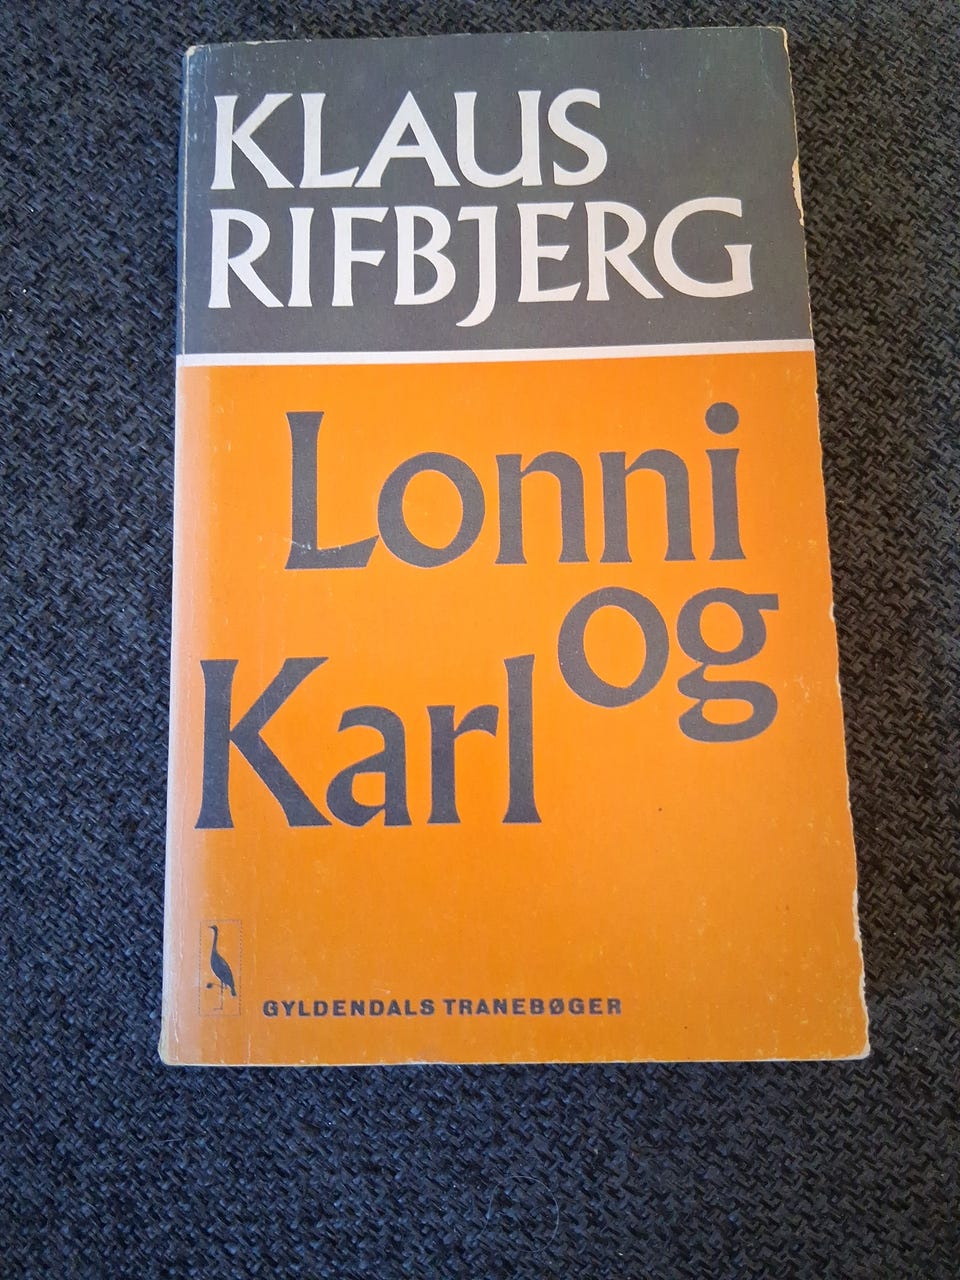 KLAUS
RIFBJERG
Lonni
og
Karl
GYLDENDALS TRANEBØGER